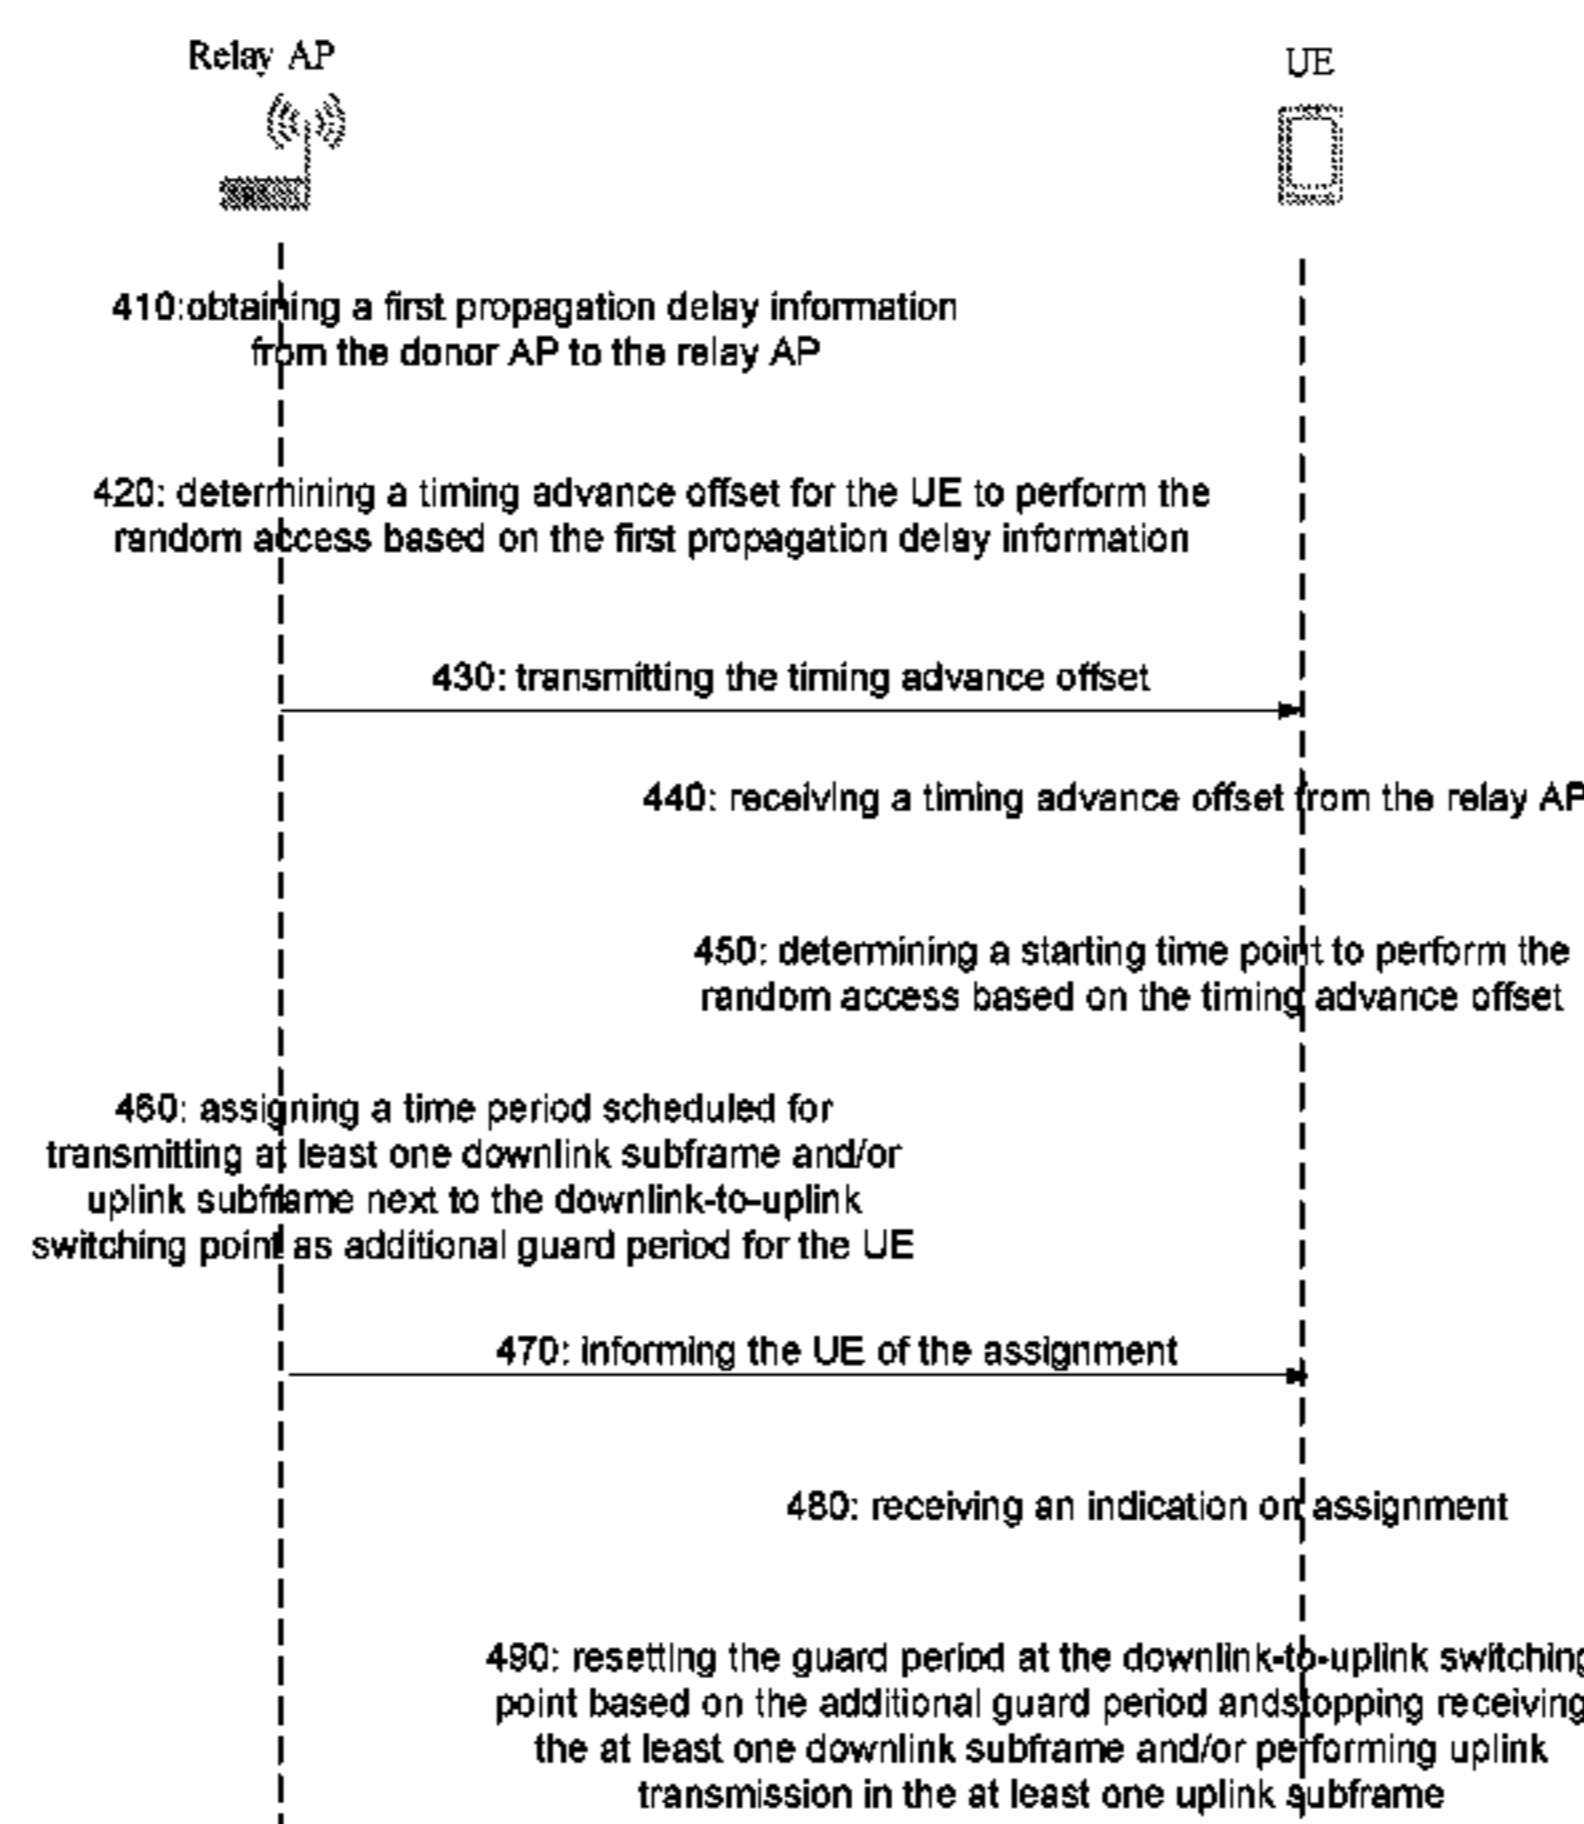 Relay AP
UE
410:obtaining a first propagation delay information
from the donor AP to the relay AP
420: determining a timing advance offset for the UE to perform the
random access based on the first propagation delay information
430: transmitting the timing advance offset
440: receiving a timing advance offset from the relay AP
450: determining a starting time point to perform the
random access based on the timing advance offset
460: assigning a time period scheduled for
transmitting at least one downlink subframe and/or
uplink subframe next to the downlink-to-uplink
switching point as additional guard period for the UE
470: informing the UE of the assignment
480: receiving an indication on assignment
490: resetting the guard period at the downlink-to-uplink switching
point based on the additional guard period andstopping receiving
the at least one downlink subframe and/or performing uplink
transmission in the at least one uplink subframe